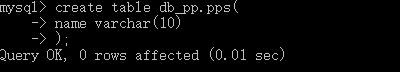 mysql> create table db_pp.pps(
    -> name varchar(10)
    -> );
Query OK, 0 rows affected (0.01 sec)